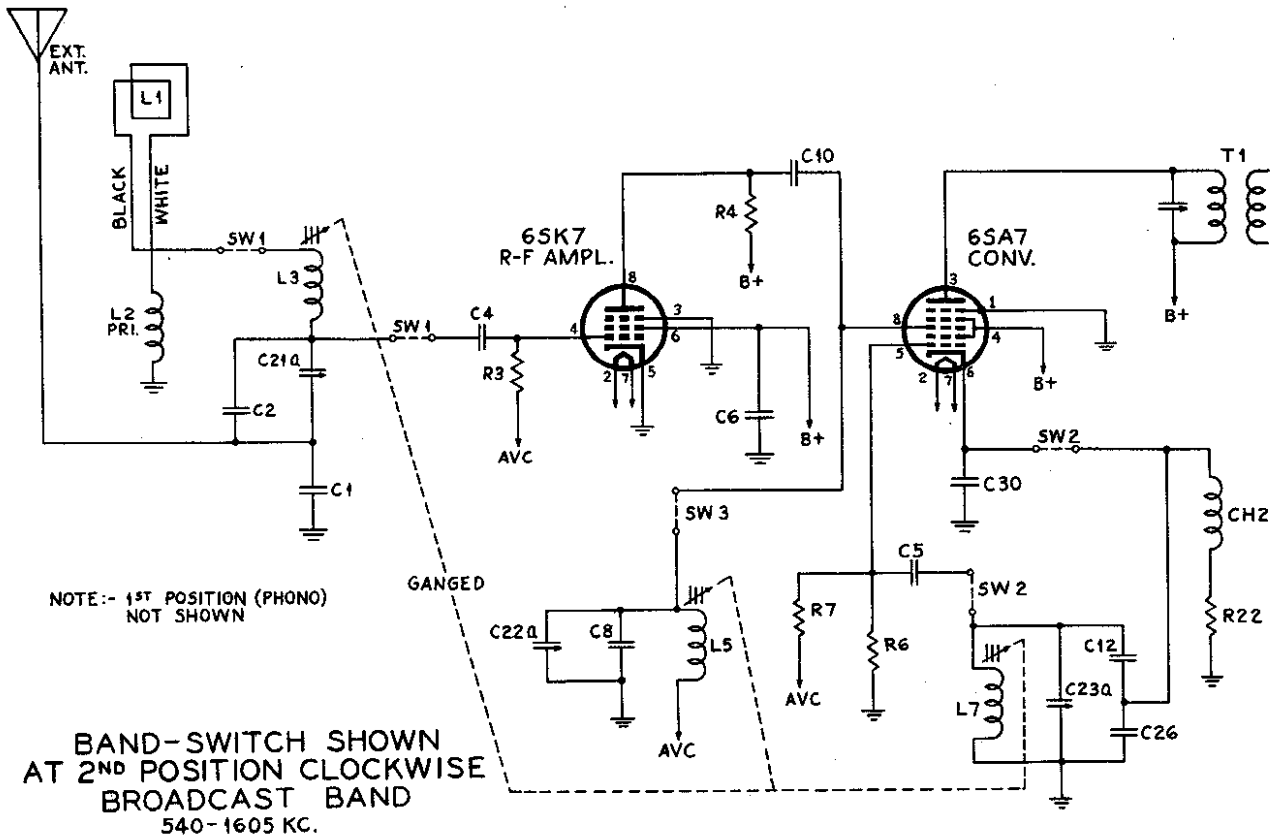 EXT.
ANT.
L1
BLACK
WHITE
SW1
L3
L2
PRI.
C21a
C2
C1
SW1
C4
R3
AVC
6SK7
R-F AMPL.
8
4
3
6
2
7
5
C10
R4
B+
C6
B+
6SA7
CONV.
3
8
5
1
4
2
7
6
B+
T1
B+
SW2
C30
CH2
R22
SW3
C5
SW2
R7
R6
AVC
GANGED
C22a
C8
L5
AVC
L7
C23a
C12
C26
NOTE:- 1ST POSITION (PHONO)
NOT SHOWN
BAND-SWITCH SHOWN
AT 2ND POSITION CLOCKWISE
BROADCAST BAND
540-1605 KC.